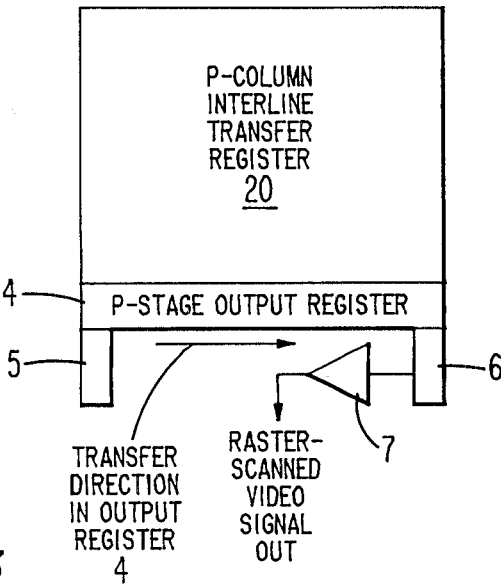 P-COLUMN
INTERLINE
TRANSFER
REGISTER
20
4
P-STAGE OUTPUT REGISTER
5
6
7
TRANSFER
DIRECTION
IN OUTPUT
REGISTER
4
RASTER-
SCANNED
VIDEO
SIGNAL
OUT